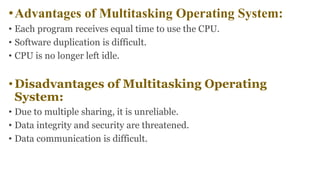 •Advantages of Multitasking Operating System:
• Each program receives equal time to use the CPU.
• Software duplication is difficult.
• CPU is no longer left idle.
•Disadvantages of Multitasking Operating
System:
• Due to multiple sharing, it is unreliable.
• Data integrity and security are threatened.
• Data communication is difficult.